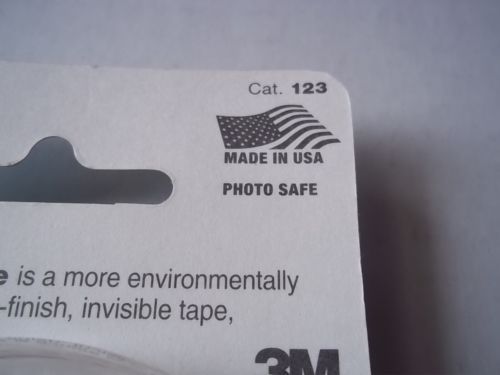 Cat. 123
MADE IN USA
PHOTO SAFE
e is a more environmentally
-finish, invisible tape,
3M